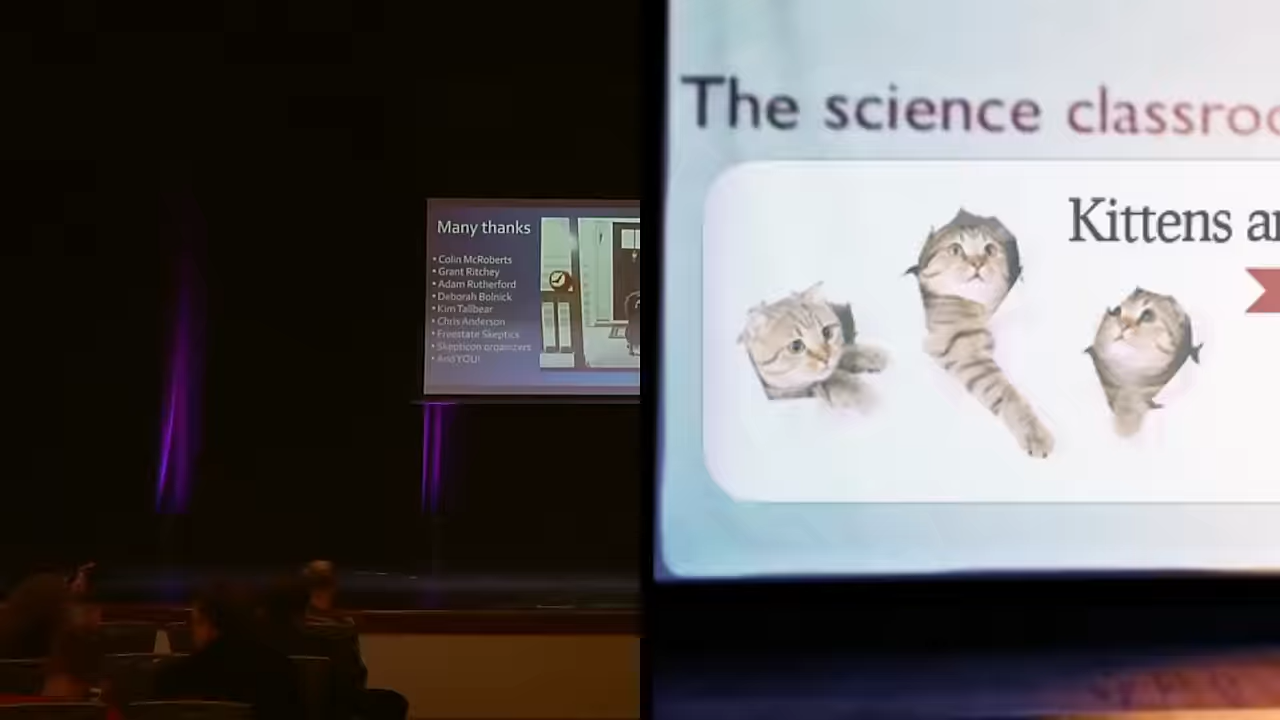 Many thanks
• Colin McRoberts
• Grant Ritchey
• Adam Rutherford
• Deborah Bolnick
• Kim Tallbear
• Chris Anderson
• Freestate Skeptics
• Skepticon organizers
• And YOU!
The science classroo
Kittens a